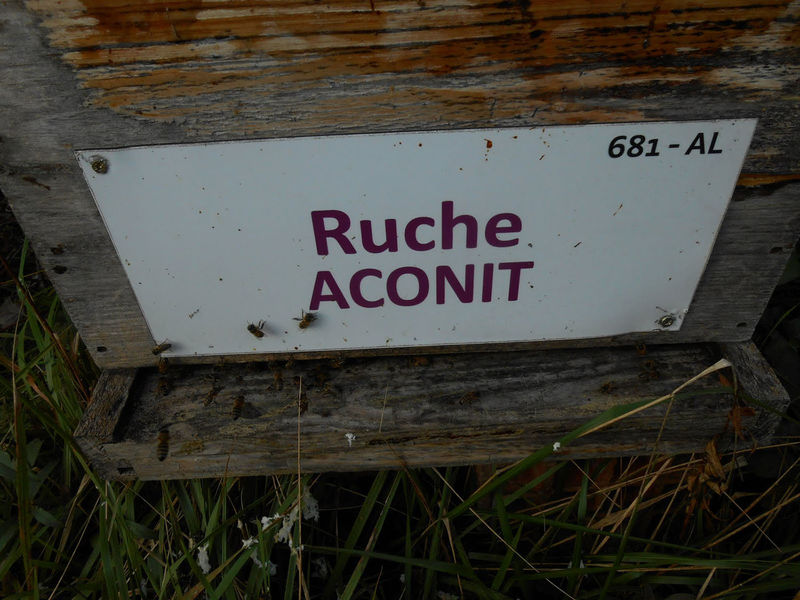 681 - AL
Ruche
ACONIT